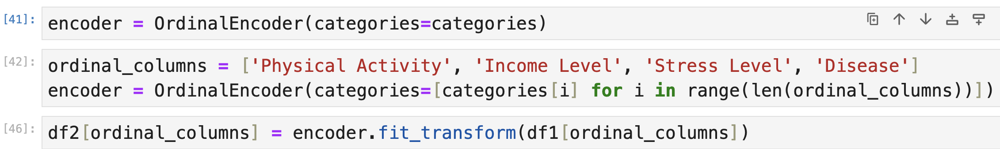 [41]: encoder = OrdinalEncoder(categories=categories)
[42]: ordinal_columns = ['Physical Activity', 'Income Level', 'Stress Level', 'Disease']
encoder = OrdinalEncoder(categories=[categories[i] for i in range(len(ordinal_columns))])
[46]: df2[ordinal_columns] = encoder.fit_transform(df1[ordinal_columns])